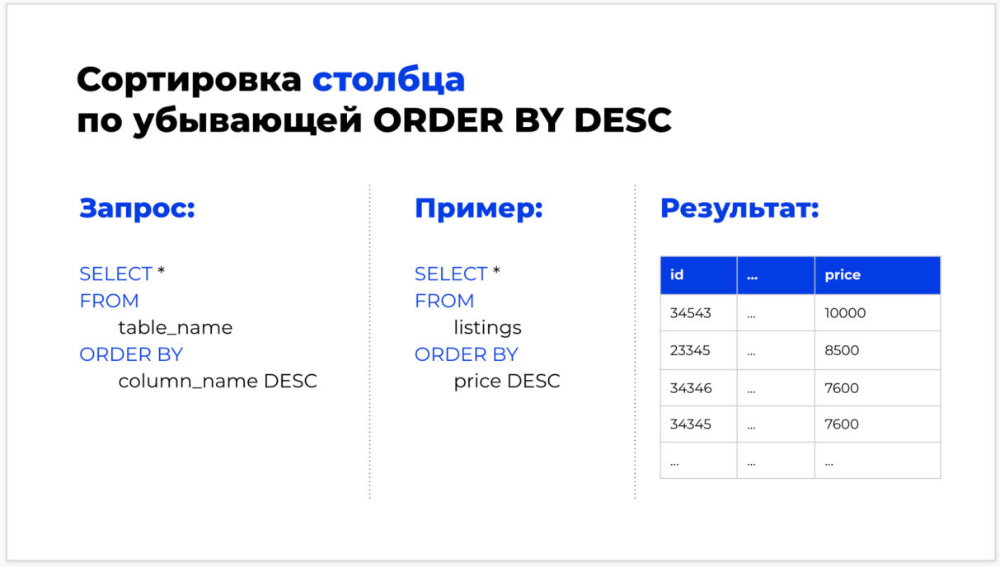 Сортировка столбца
по убывающей ORDER BY DESC
Запрос:
SELECT *
FROM
table_name
ORDER BY
column_name DESC
Пример:
SELECT *
FROM
listings
ORDER BY
price DESC
Результат:
id ... price
34543 ... 10000
23345 ... 8500
34346 ... 7600
34345 ... 7600
... ... ...